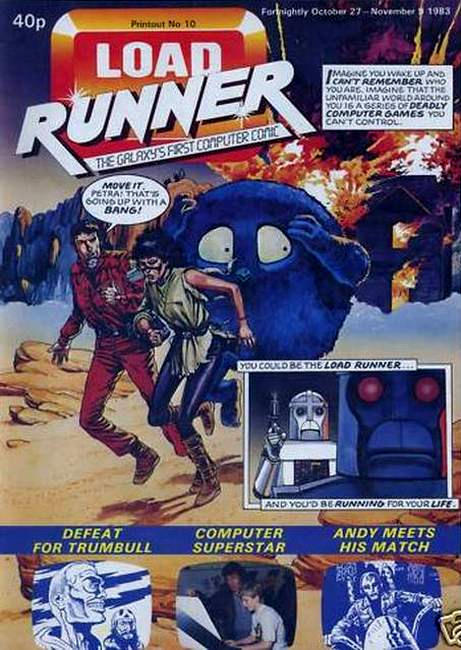 40p
Printout No 10
Fortnightly October 27 – November 9 1983
LOAD
RUNNER
THE GALAXY'S FIRST COMPUTER COMIC
IMAGINE YOU WAKE UP AND
CAN'T REMEMBER WHO
YOU ARE. IMAGINE THAT THE
UNFAMILIAR WORLD AROUND
YOU IS A SERIES OF DEADLY
COMPUTER GAMES YOU
CAN'T CONTROL.
MOVE IT,
PETRA! THAT'S
GOING UP WITH A
BANG!
YOU COULD BE THE LOAD RUNNER...
AND YOU'D BE RUNNING FOR YOUR LIFE.
DEFEAT
FOR TRUMBULL
COMPUTER
SUPERSTAR
ANDY MEETS
HIS MATCH